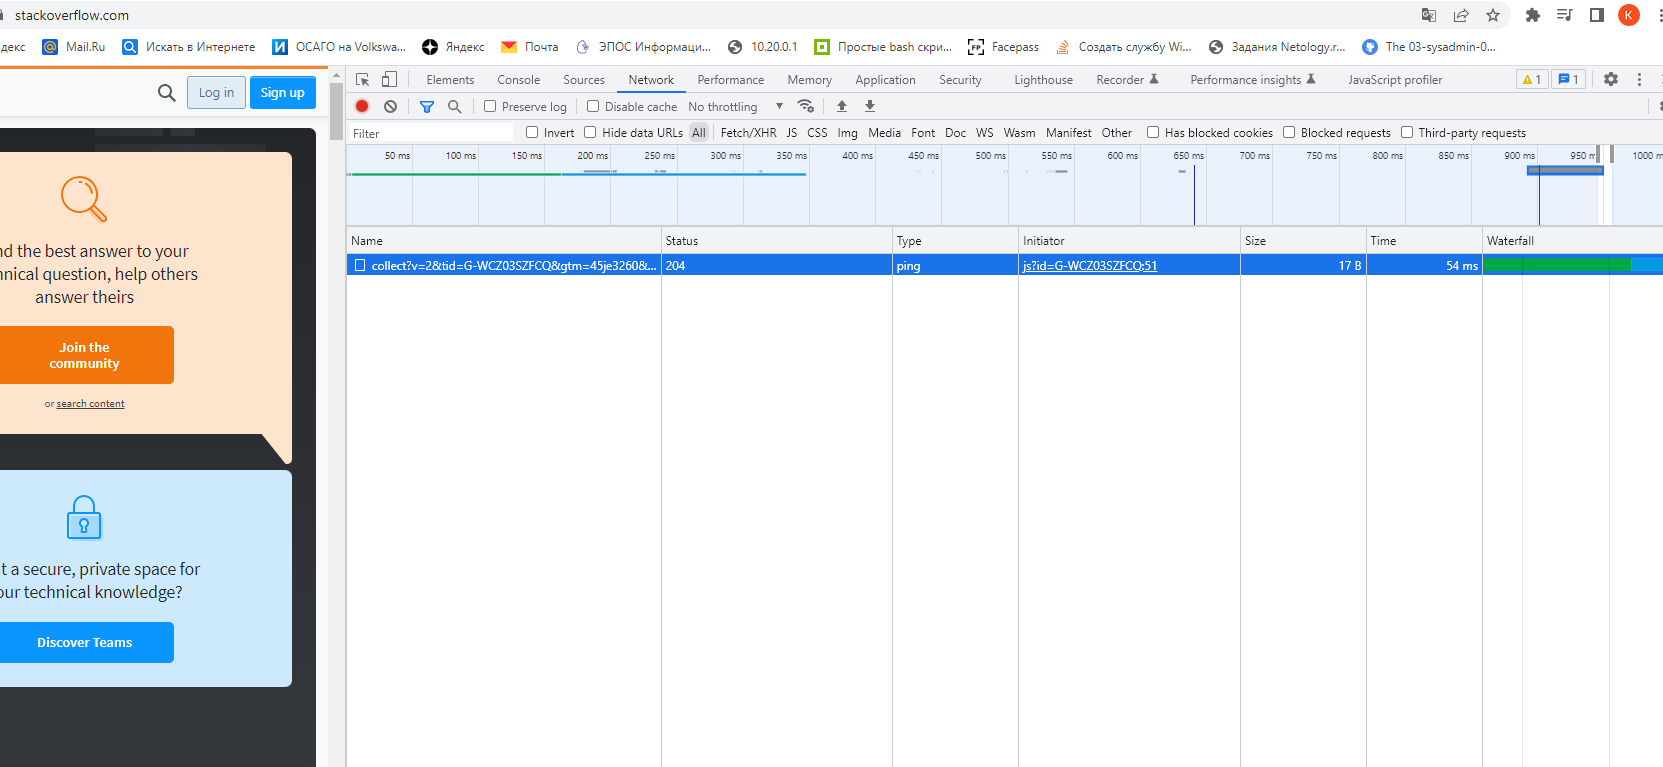 stackoverflow.com
K
декс Mail.Ru Искать в Интернете ОСАГО на Volkswa... Яндекс Почта ЭПОС Информаци... 10.20.0.1 Простые bash скри... Facepass Создать службу Wi... Задания Netology.r... The 03-sysadmin-0...
Log in Sign up
Elements Console Sources Network Performance Memory Application Security Lighthouse Recorder Performance insights JavaScript profiler 1 1
Preserve log Disable cache No throttling
Filter Invert Hide data URLs All Fetch/XHR JS CSS Img Media Font Doc WS Wasm Manifest Other Has blocked cookies Blocked requests Third-party requests
50 ms 100 ms 150 ms 200 ms 250 ms 300 ms 350 ms 400 ms 450 ms 500 ms 550 ms 600 ms 650 ms 700 ms 750 ms 800 ms 850 ms 900 ms 950 m 1000 m
Name Status Type Initiator Size Time Waterfall
collect?v=2&tid=G-WCZ03SZFCQ&gtm=45je3260&... 204 ping js?id=G-WCZ03SZFCQ:51 17 B 54 ms
nd the best answer to your
hnical question, help others
answer theirs
Join the
community
or search content
t a secure, private space for
our technical knowledge?
Discover Teams